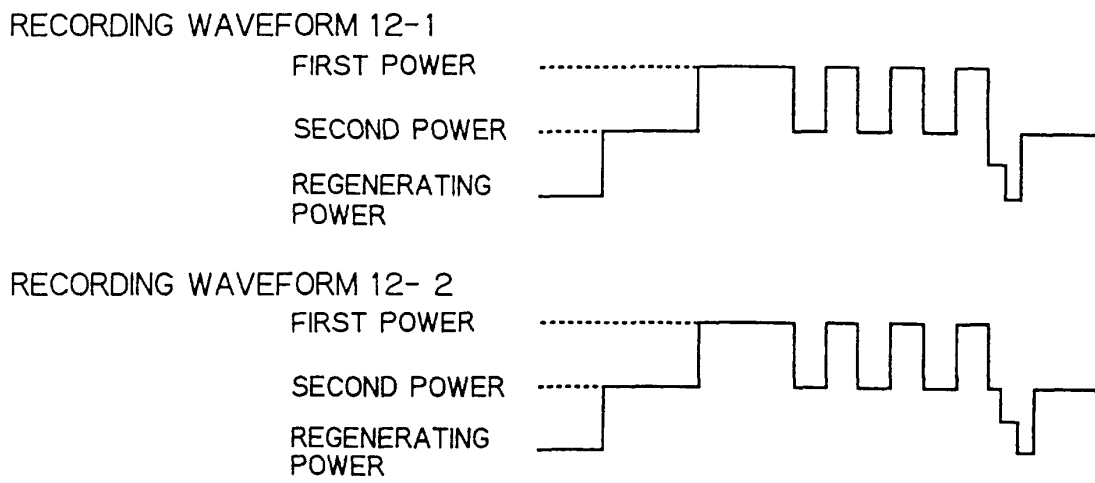 RECORDING WAVEFORM 12-1
FIRST POWER
SECOND POWER
REGENERATING
POWER
RECORDING WAVEFORM 12- 2
FIRST POWER
SECOND POWER
REGENERATING
POWER